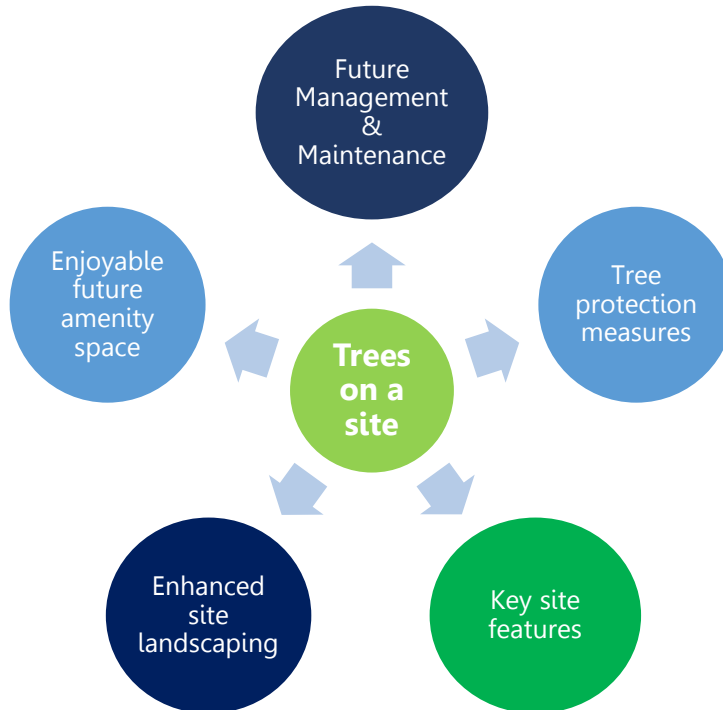 Future
Management
&
Maintenance
Enjoyable
future
amenity
space
Tree
protection
measures
Trees
on a
site
Enhanced
site
landscaping
Key site
features